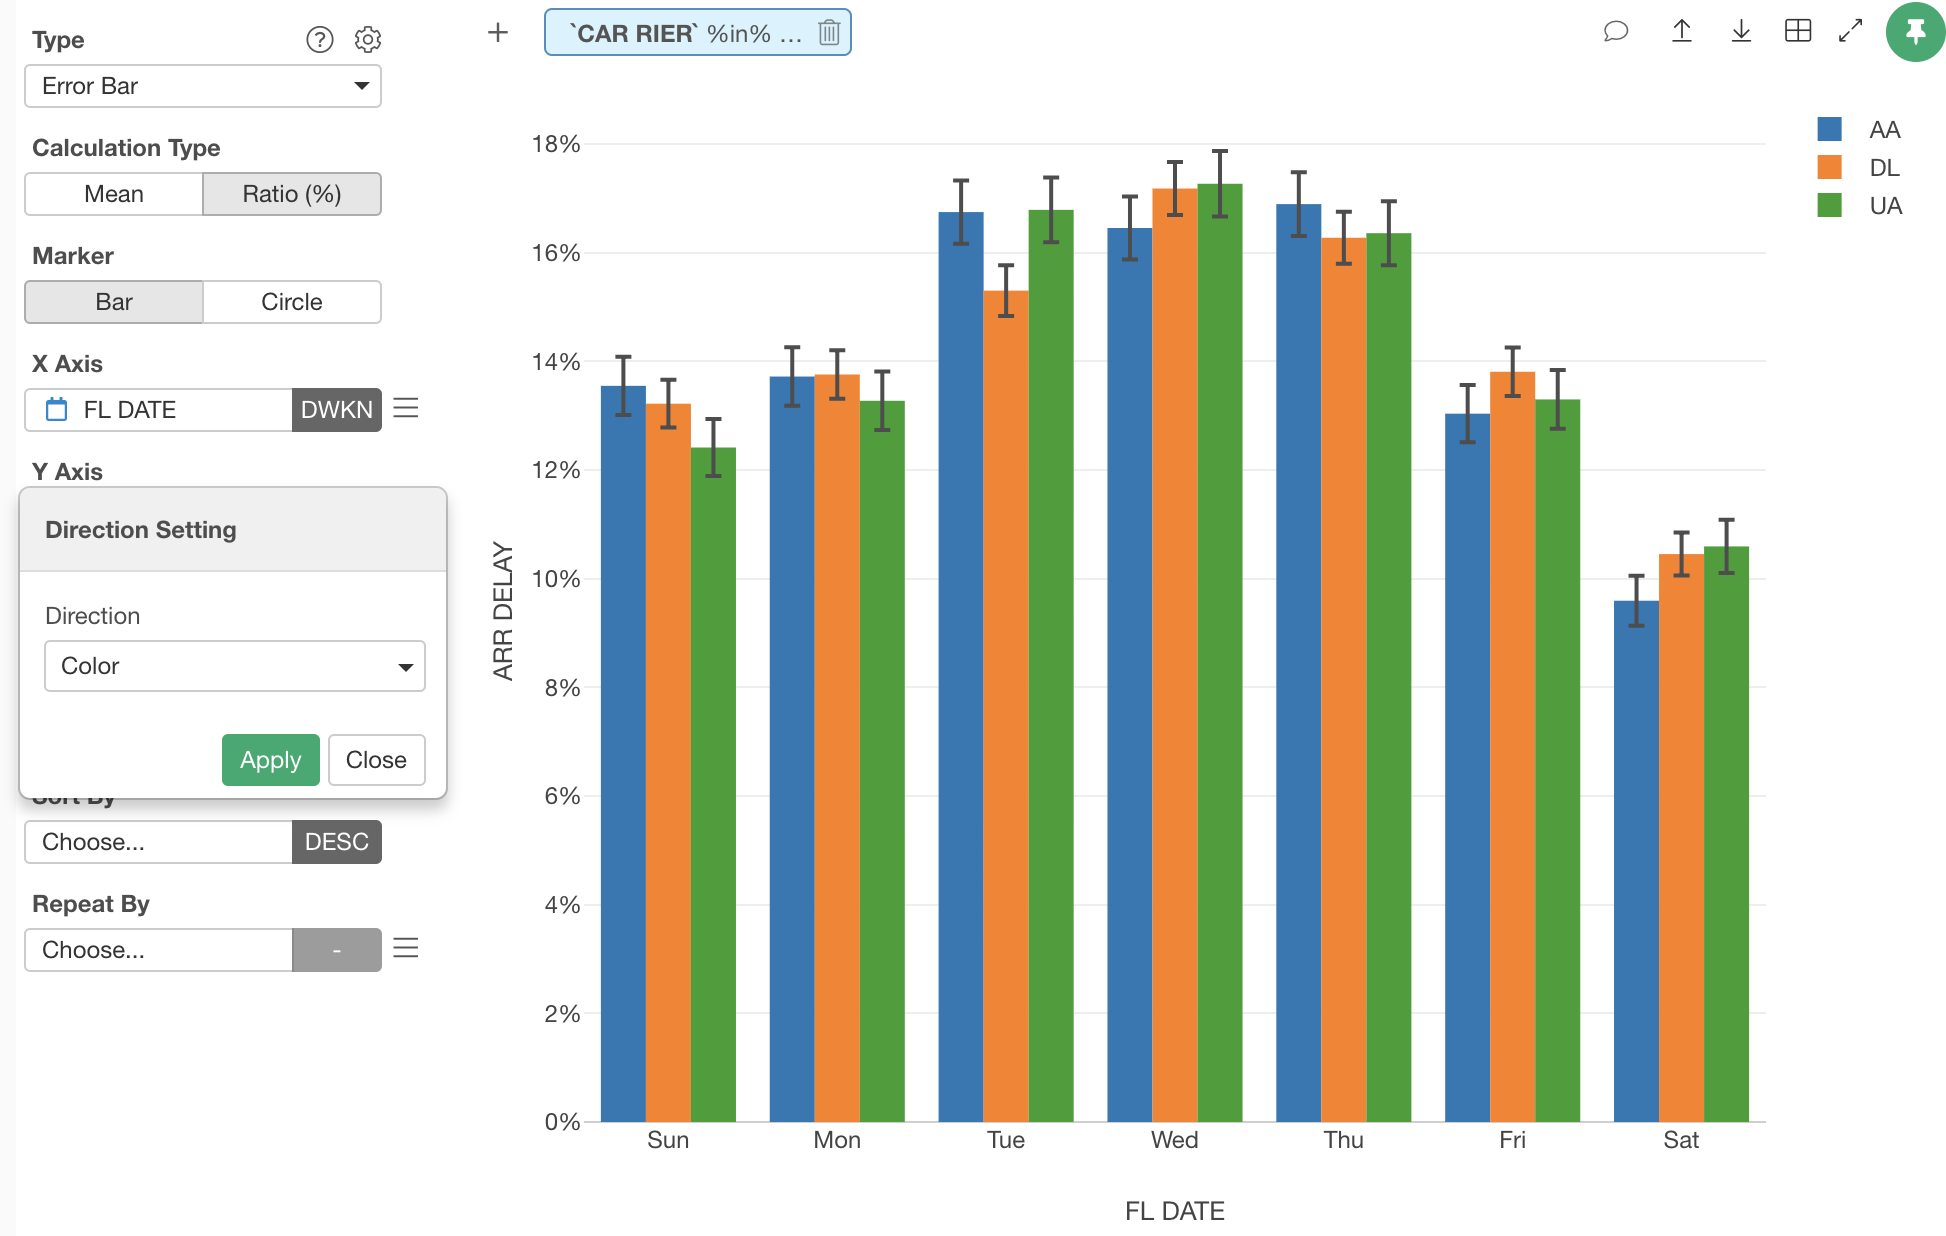 Type
?
Error Bar
Calculation Type
Mean
Ratio (%)
Marker
Bar
Circle
X Axis
FL DATE
DWKN
Y Axis
Direction Setting
Direction
Color
Apply
Close
Sort By
Choose...
DESC
Repeat By
Choose...
-
+
`CAR RIER` %in% ...
18%
16%
14%
12%
10%
8%
6%
4%
2%
0%
ARR DELAY
Sun
Mon
Tue
Wed
Thu
Fri
Sat
FL DATE
AA
DL
UA